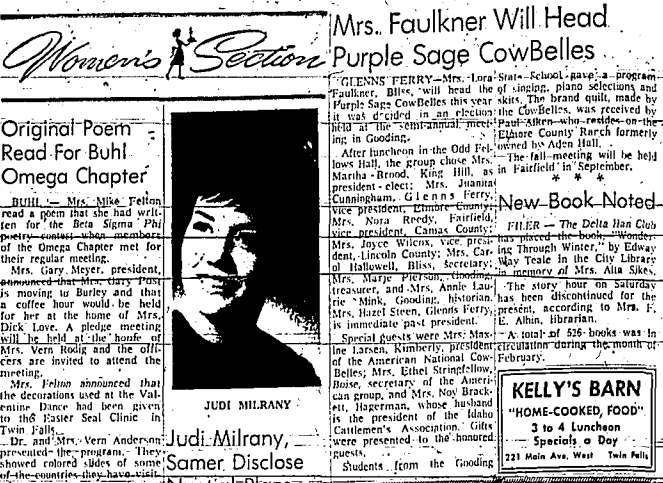 Women's Section
Original Poem
Read For Buhl
Omega Chapter
BUHL — Mrs. Mike Felton
read a poem that she had writ-
ten for the Beta Sigma Phi
poetry contest when members
of the Omega Chapter met for
their regular meeting.
Mrs. Gary Meyer, president,
announced that Mrs. Gary Post
is moving to Burley and that
a coffee hour would be held
for her at the home of Mrs.
Dick Love. A pledge meeting
will be held at the home of
Mrs. Vern Rodig and the offi-
cers are invited to attend the
meeting.
Mrs. Felton announced that
the decorations used at the Val-
entine Dance had been given
to the Easter Seal Clinic in
Twin Falls.
Dr. and Mrs. Vern Anderson
presented the program. They
showed colored slides of some
of the countries they have visit-
JUDI MILRANY
Judi Milrany,
Samer Disclose
Mrs. Faulkner Will Head
Purple Sage CowBelles
GLENNS FERRY—Mrs. Lora
Faulkner, Bliss, will head the
Purple Sage CowBelles this year
it was decided in an election
held at the semi-annual meet-
ing in Gooding.
After luncheon in the Odd Fel-
lows Hall, the group chose Mrs.
Martha Brood, King Hill, as
president-elect; Mrs. Juanita
Cunningham, Glenns Ferry,
vice president, Elmore County;
Mrs. Nora Reedy, Fairfield,
vice president, Camas County;
Mrs. Joyce Wilcox, vice presi-
dent, Lincoln County; Mrs. Car-
ol Hallowell, Bliss, secretary;
Mrs. Marje Pierson, Gooding,
treasurer, and Mrs. Annie Lau-
rie Mink, Gooding, historian.
Mrs. Hazel Steen, Glenns Ferry,
is immediate past president.
Special guests were Mrs. Max-
ine Larsen, Kimberly, president
of the American National Cow-
Belles; Mrs. Ethel Stringfellow,
Boise, secretary of the Ameri-
can group, and Mrs. Noy Brack-
ett, Hagerman, whose husband
is the president of the Idaho
Cattlemen's Association. Gifts
were presented to the honored
guests.
Students from the Gooding
State School gave a program
of singing, piano selections and
skits. The brand quilt, made by
the CowBelles, was received by
Paul Aiken who resides on the
Elmore County Ranch formerly
owned by Aden Hall.
The fall meeting will be held
in Fairfield in September.
* * *
New Book Noted
FILER — The Delta Han Club
has placed the book, "Wonder-
ing Through Winter," by Edway
Way Teale in the City Library
in memory of Mrs. Alta Sikes.
The story hour on Saturday
has been discontinued for the
present, according to Mrs. F.
E. Albin, librarian.
A total of 526 books was in
circulation during the month of
February.
KELLY'S BARN
"HOME-COOKED, FOOD"
3 to 4 Luncheon
Specials a Day
221 Main Ave. West Twin Falls